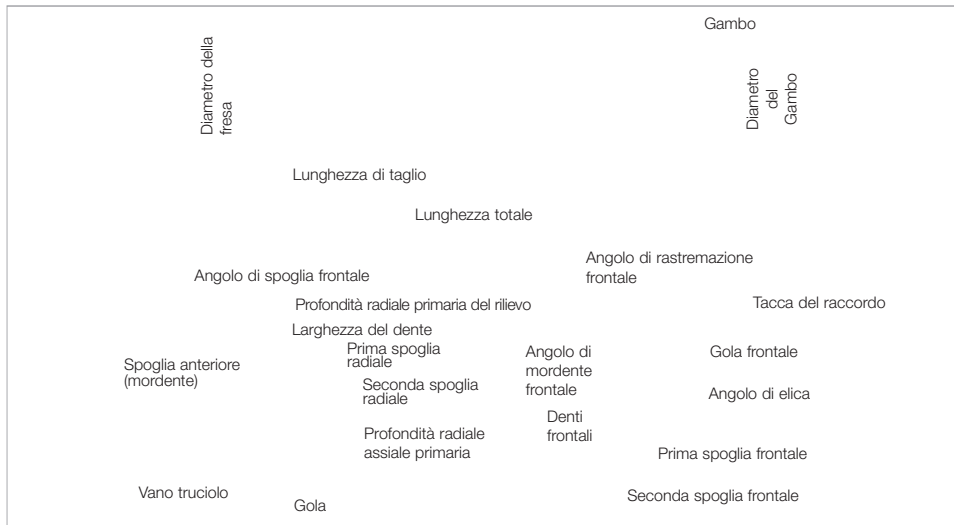 Gambo
Diametro della
fresa
Diametro
del
Gambo
Lunghezza di taglio
Lunghezza totale
Angolo di rastremazione
frontale
Angolo di spoglia frontale
Profondità radiale primaria del rilievo
Tacca del raccordo
Larghezza del dente
Prima spoglia
radiale
Angolo di
mordente
frontale
Gola frontale
Spoglia anteriore
(mordente)
Seconda spoglia
radiale
Angolo di elica
Denti
frontali
Profondità radiale
assiale primaria
Prima spoglia frontale
Vano truciolo
Gola
Seconda spoglia frontale